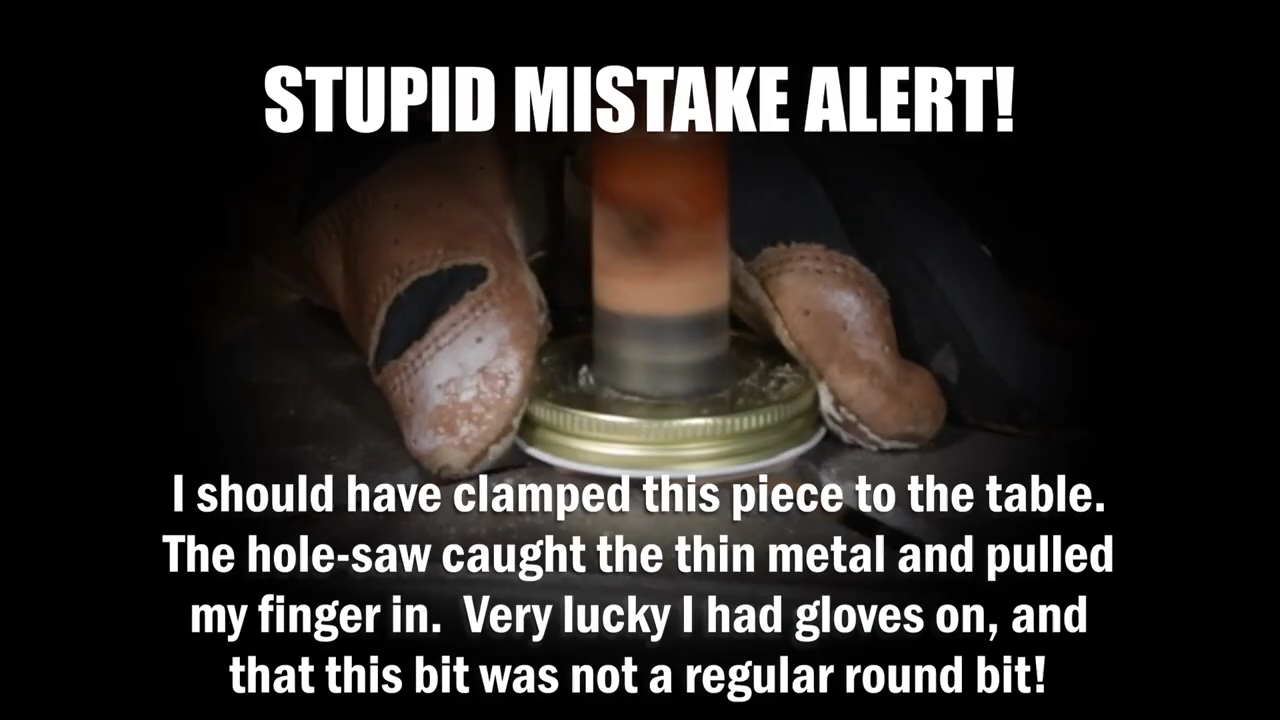 STUPID MISTAKE ALERT!
I should have clamped this piece to the table.
The hole-saw caught the thin metal and pulled
my finger in.  Very lucky I had gloves on, and
that this bit was not a regular round bit!